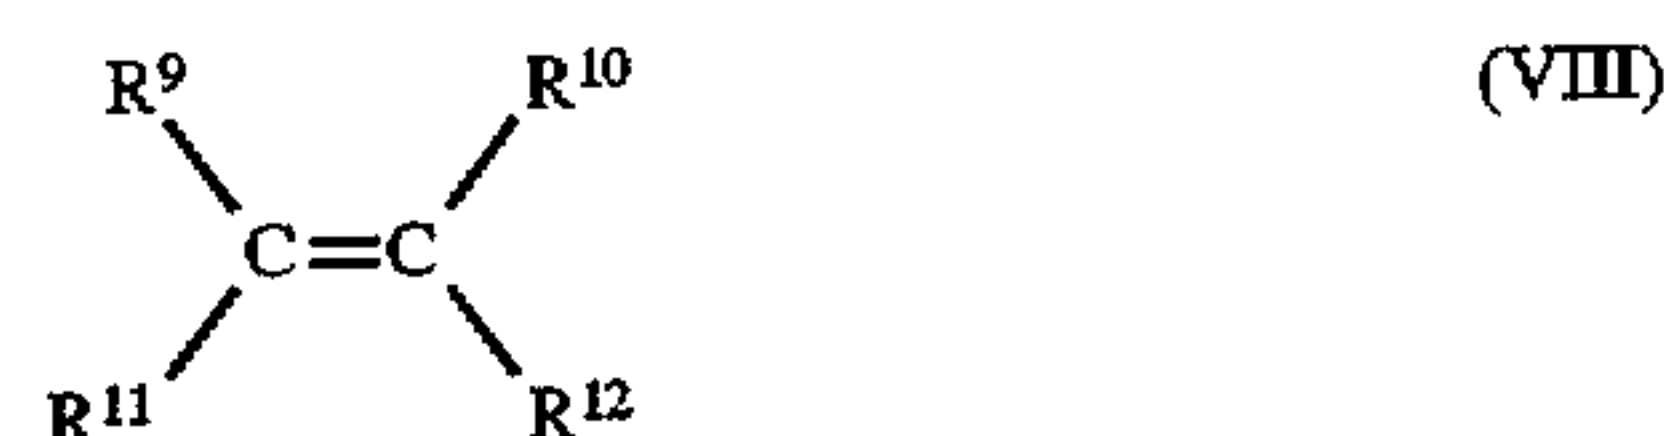 R⁹ R¹⁰ (VIII)
C=C
R¹¹ R¹²